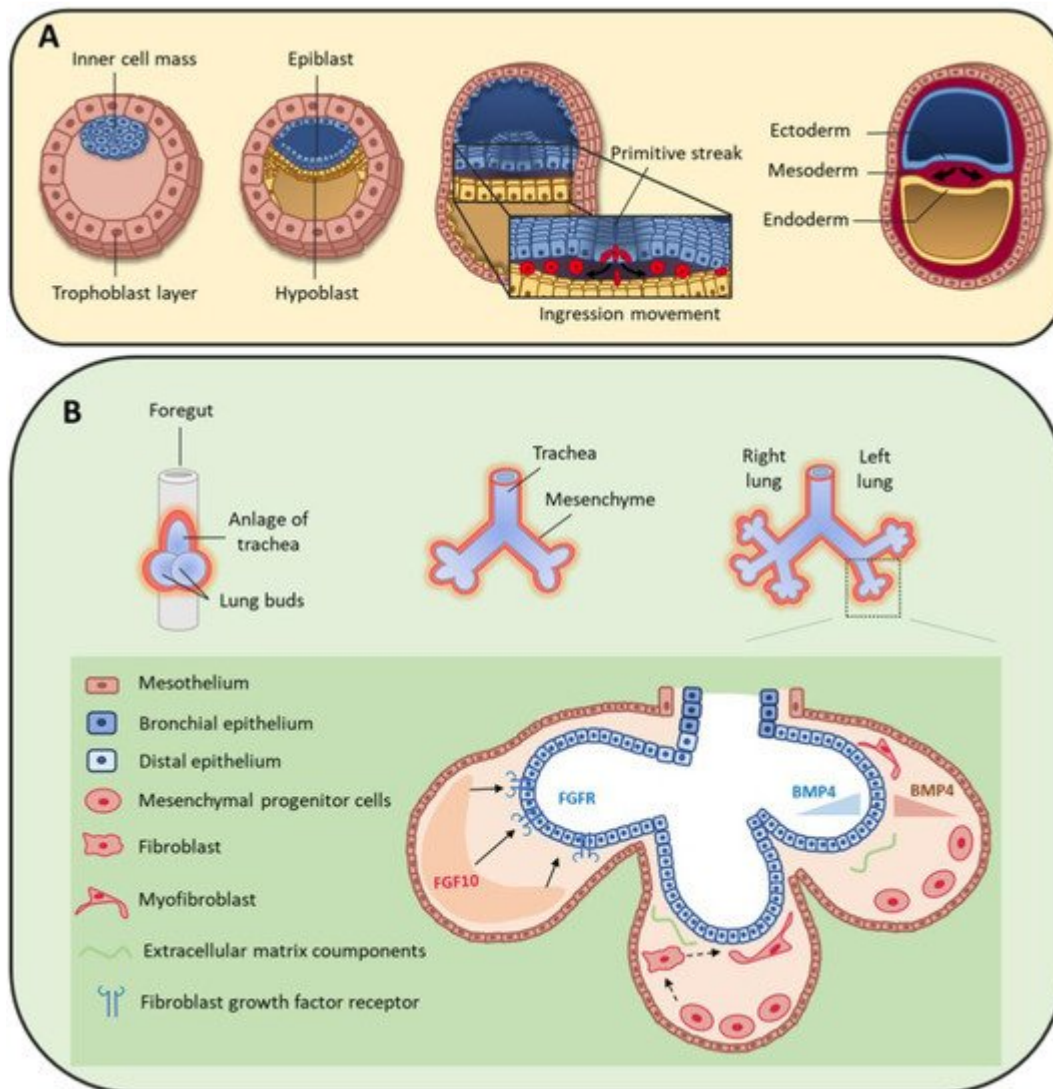 A
Inner cell mass
Epiblast
Primitive streak
Ectoderm
Mesoderm
Endoderm
Trophoblast layer
Hypoblast
Ingression movement
B
Foregut
Anlage of
trachea
Lung buds
Trachea
Mesenchyme
Right
lung
Left
lung
Mesothelium
Bronchial epithelium
Distal epithelium
Mesenchymal progenitor cells
Fibroblast
Myofibroblast
Extracellular matrix coumponents
Fibroblast growth factor receptor
FGFR
FGF10
BMP4
BMP4